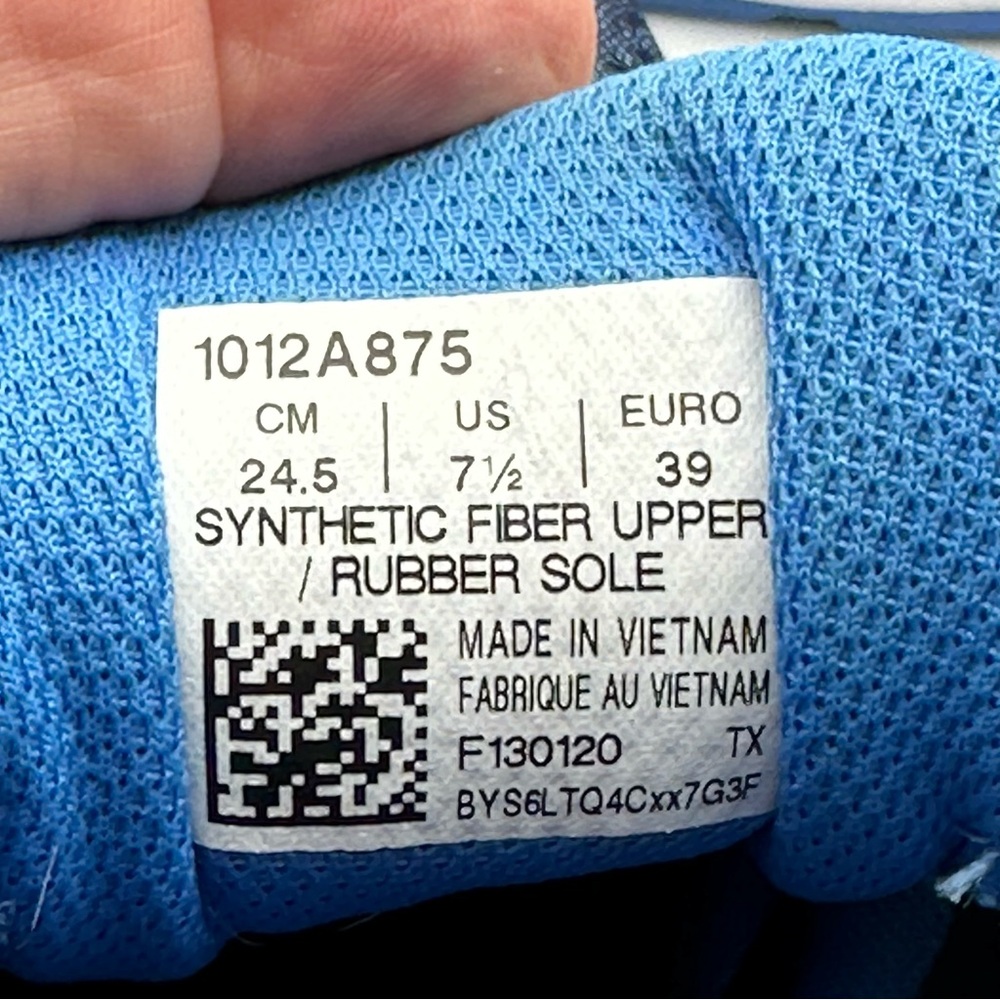 1012A875
CM | US | EURO
24.5 | 7½ | 39
SYNTHETIC FIBER UPPER
/ RUBBER SOLE
MADE IN VIETNAM
FABRIQUE AU VIETNAM
F130120 TX
BYS6LTQ4Cxx7G3F